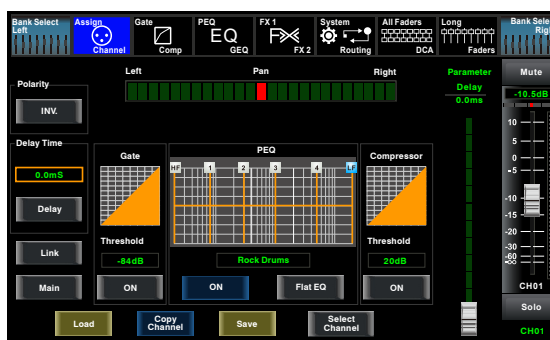 Bank Select
Left
Assign
Channel
Gate
Comp
PEQ
EQ
GEQ
FX 1
FX 2
System
Routing
All Faders
DCA
Long
Faders
Bank Sele
Rig
Polarity
INV.
Left
Pan
Right
Parameter
Delay
0.0ms
Mute
-10.5dB
Delay Time
0.0mS
Delay
Link
Main
Gate
Threshold
-84dB
ON
PEQ
HF
1
2
3
4
LF
Rock Drums
ON
Flat EQ
Compressor
Threshold
20dB
ON
10
5
0
-5
-10
-15
-20
-30
-60
CH01
Solo
CH01
Load
Copy
Channel
Save
Select
Channel